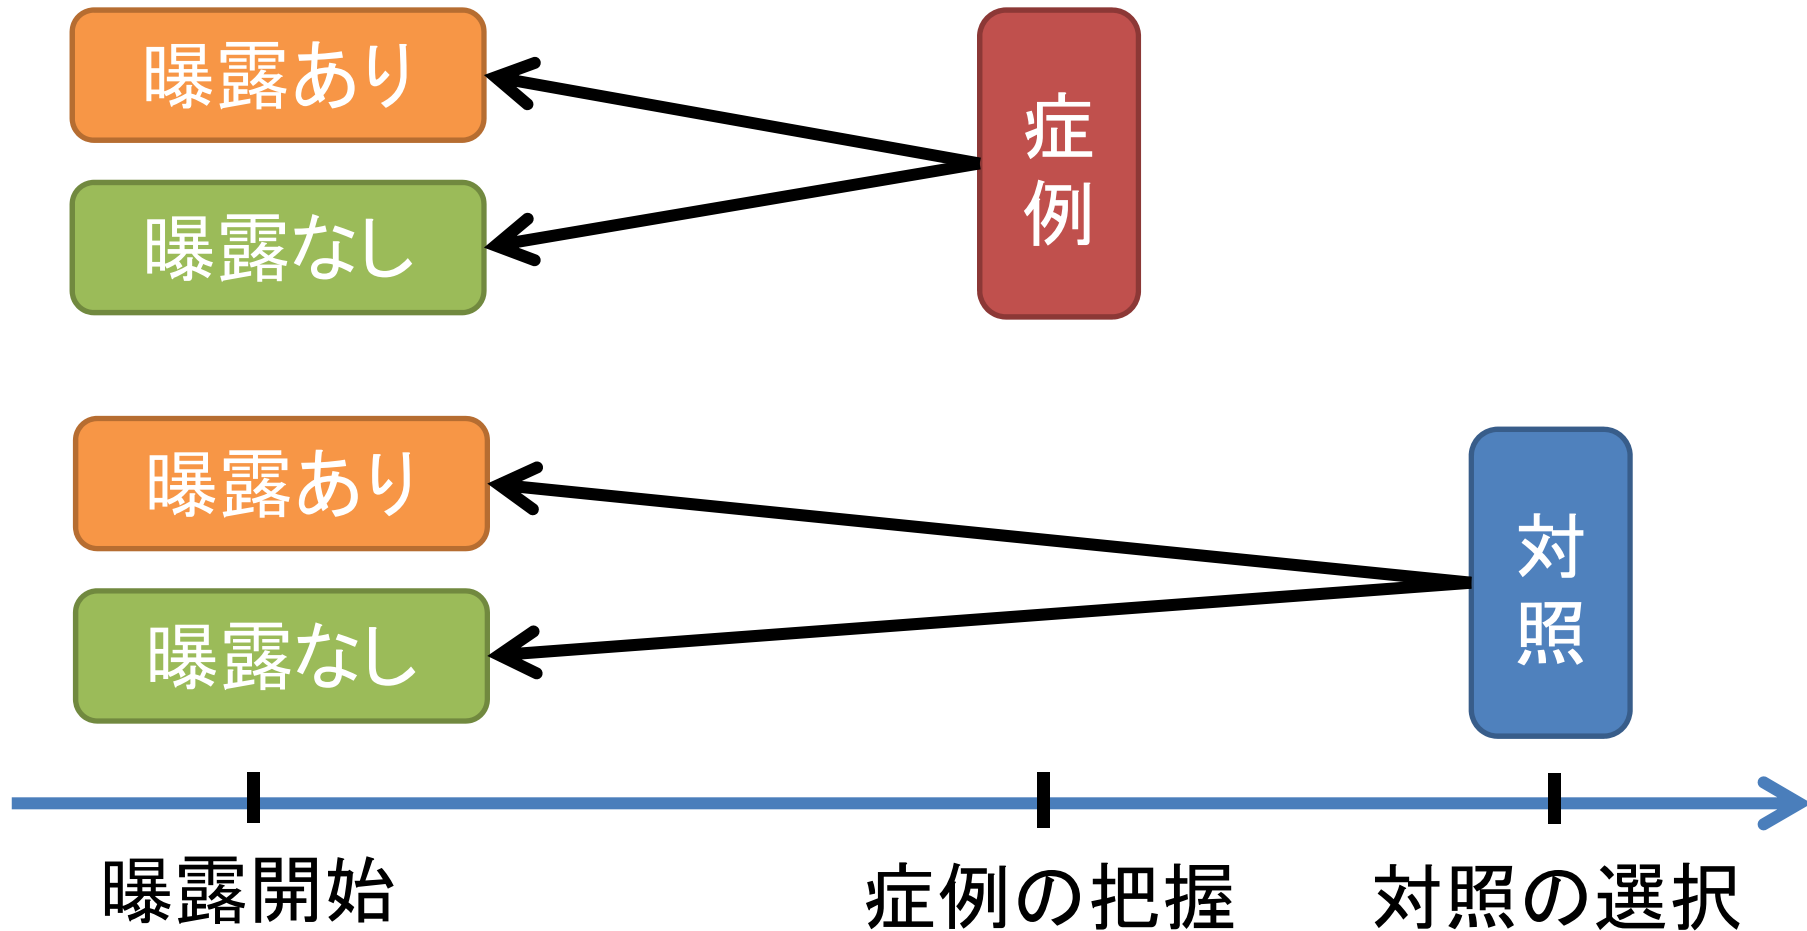 曝露あり
症例
曝露なし
曝露あり
対照
曝露なし
曝露開始
症例の把握
対照の選択